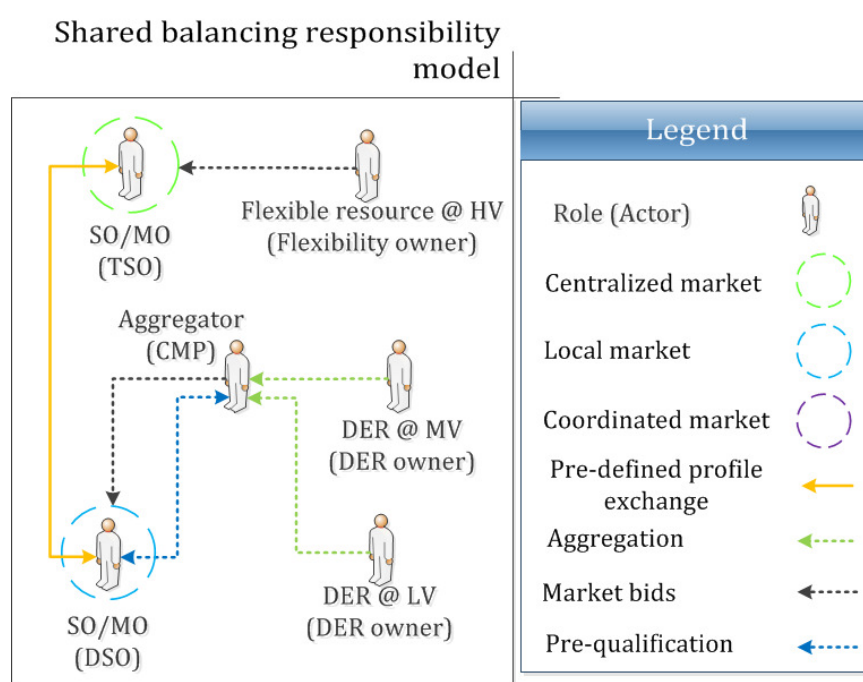 Shared balancing responsibility
model
SO/MO
(TSO)
Flexible resource @ HV
(Flexibility owner)
Aggregator
(CMP)
DER @ MV
(DER owner)
DER @ LV
(DER owner)
SO/MO
(DSO)
Legend
Role (Actor)
Centralized market
Local market
Coordinated market
Pre-defined profile
exchange
Aggregation
Market bids
Pre-qualification